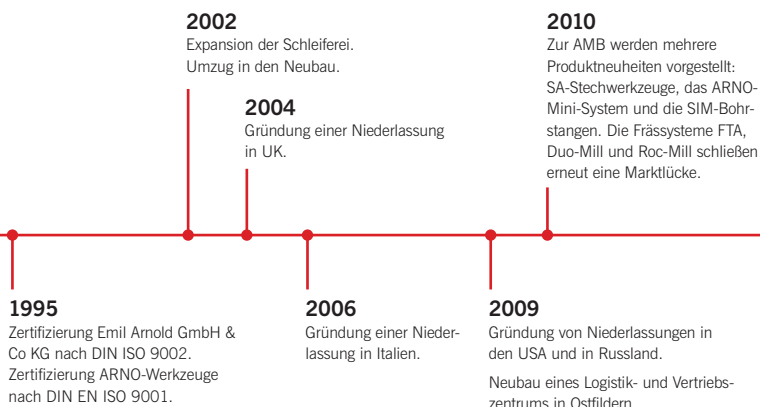 2002
Expansion der Schleiferei.
Umzug in den Neubau.
2004
Gründung einer Niederlassung
in UK.
2010
Zur AMB werden mehrere
Produktneuheiten vorgestellt:
SA-Stechwerkzeuge, das ARNO-
Mini-System und die SIM-Bohr-
stangen. Die Frässysteme FTA,
Duo-Mill und Roc-Mill schließen
erneut eine Marktlücke.
1995
Zertifizierung Emil Arnold GmbH &
Co KG nach DIN ISO 9002.
Zertifizierung ARNO-Werkzeuge
nach DIN EN ISO 9001.
2006
Gründung einer Nieder-
lassung in Italien.
2009
Gründung von Niederlassungen in
den USA und in Russland.
Neubau eines Logistik- und Vertriebs-
zentrums in Ostfildern